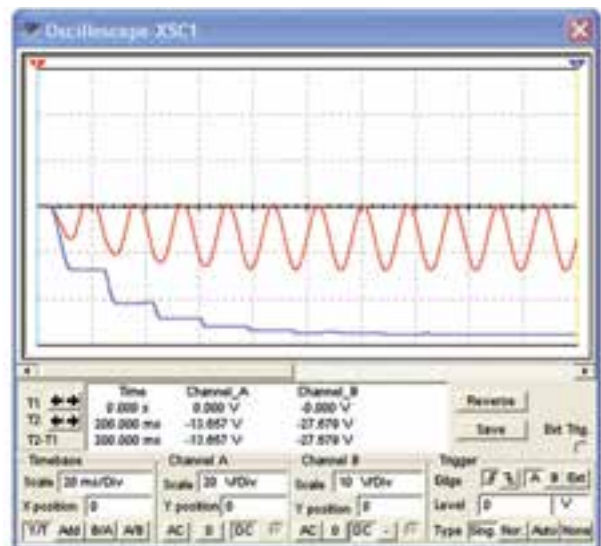 Oscilloscope XSC1
Time Channel_A Channel_B
T1 0.000 s 0.000 V -0.000 V
T2 200.000 ms -13.657 V -27.679 V
T2-T1 200.000 ms -13.657 V -27.679 V
Reverse
Save
Ext Trig
Timebase Channel A Channel B Trigger
Scale 20 ms/Div Scale 20 V/Div Scale 10 V/Div Edge A B Ext
X position 0 Y position 0 Y position 0 Level 0 V
Y/T Add B/A A/B AC 0 DC AC 0 DC - Type Sing. Nor. Auto None